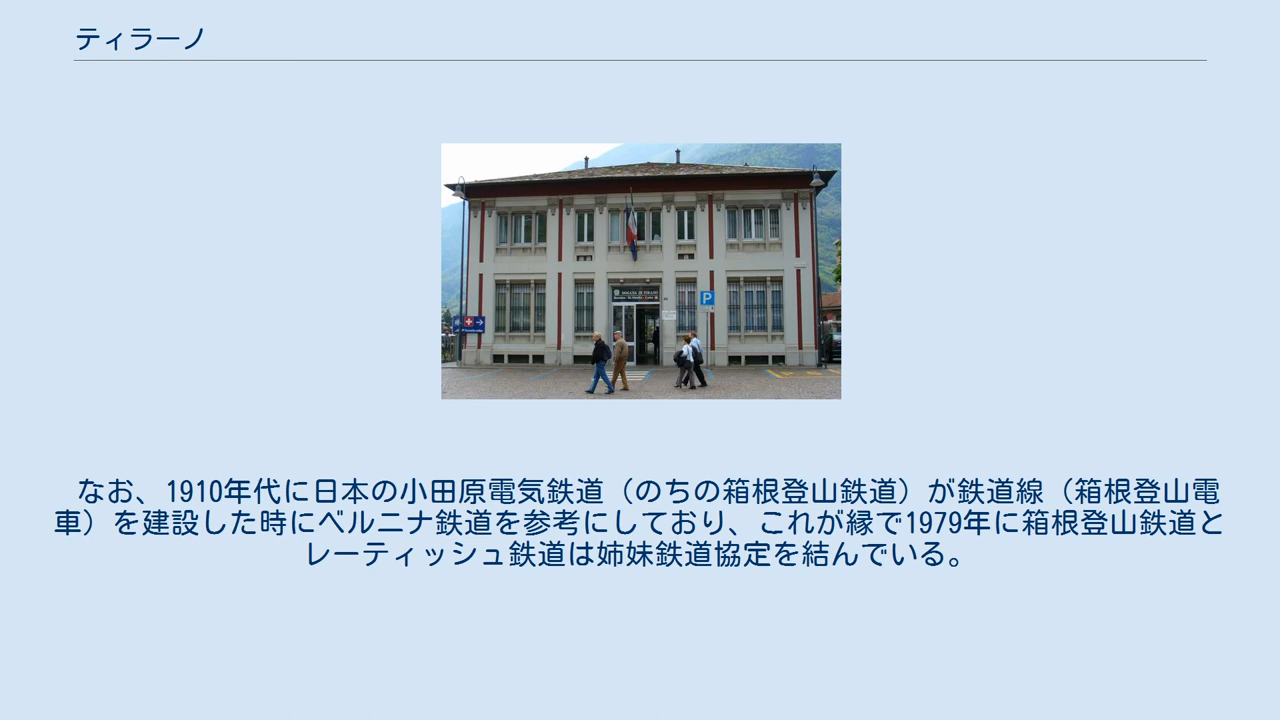 ティラーノ
DOGANA DI TIRANO
P
なお、1910年代に日本の小田原電気鉄道（のちの箱根登山鉄道）が鉄道線（箱根登山電
車）を建設した時にベルニナ鉄道を参考にしており、これが縁で1979年に箱根登山鉄道と
レーティッシュ鉄道は姉妹鉄道協定を結んでいる。